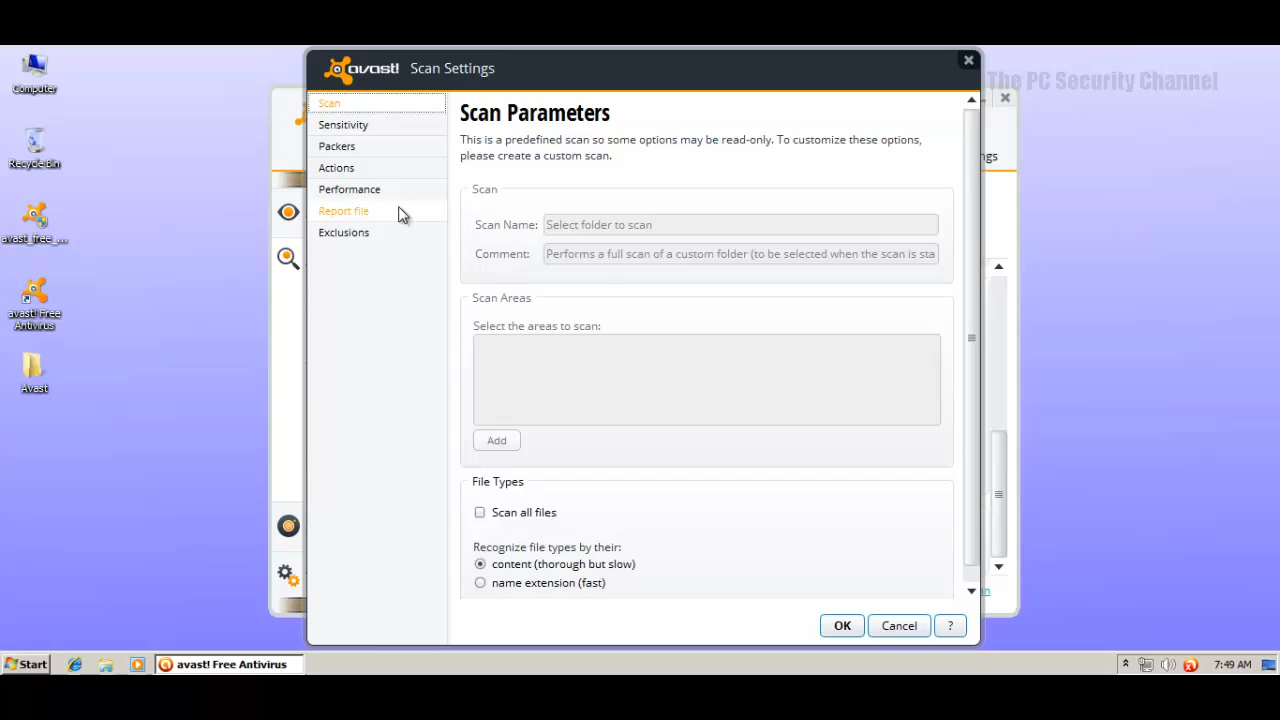 The PC Security Channel
Computer
Recycle Bin
avast_free_...
avast! Free
Antivirus
Avast
avast! Scan Settings
Scan
Sensitivity
Packers
Actions
Performance
Report file
Exclusions
Scan Parameters
This is a predefined scan so some options may be read-only. To customize these options,
please create a custom scan.
Scan
Scan Name: Select folder to scan
Comment: Performs a full scan of a custom folder (to be selected when the scan is sta
Scan Areas
Select the areas to scan:
Add
File Types
Scan all files
Recognize file types by their:
content (thorough but slow)
name extension (fast)
OK
Cancel
?
ngs
an
Start
avast! Free Antivirus
7:49 AM